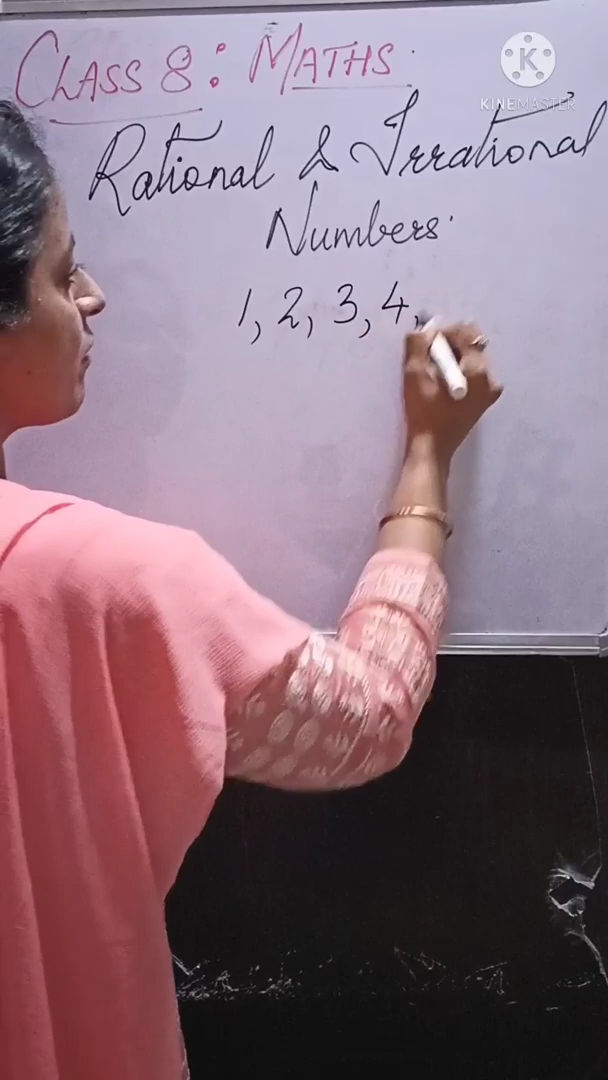 CLASS 8: MATHS.
K
KINEMASTER
Rational & Irrational
Numbers.
1, 2, 3, 4,